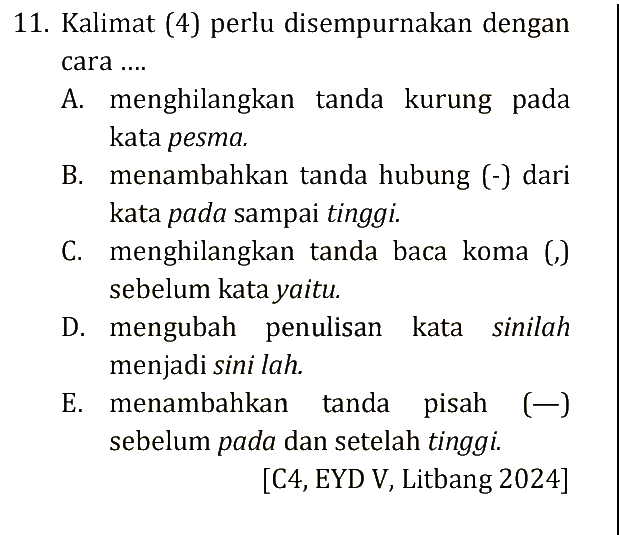 11. Kalimat (4) perlu disempurnakan dengan
cara ....
A. menghilangkan tanda kurung pada
kata pesma.
B. menambahkan tanda hubung (-) dari
kata pada sampai tinggi.
C. menghilangkan tanda baca koma (,)
sebelum kata yaitu.
D. mengubah penulisan kata sinilah
menjadi sini lah.
E. menambahkan tanda pisah (—)
sebelum pada dan setelah tinggi.
[C4, EYD V, Litbang 2024]